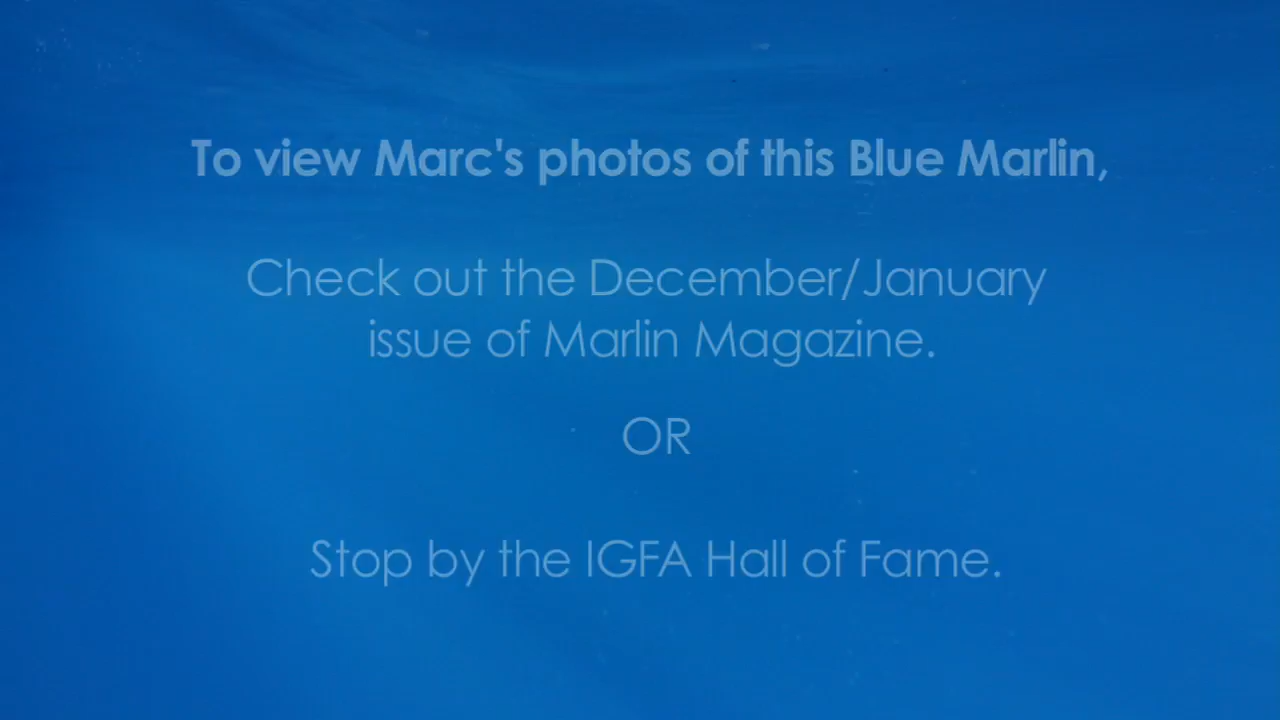 To view Marc's photos of this Blue Marlin,
Check out the December/January
issue of Marlin Magazine.
OR
Stop by the IGFA Hall of Fame.